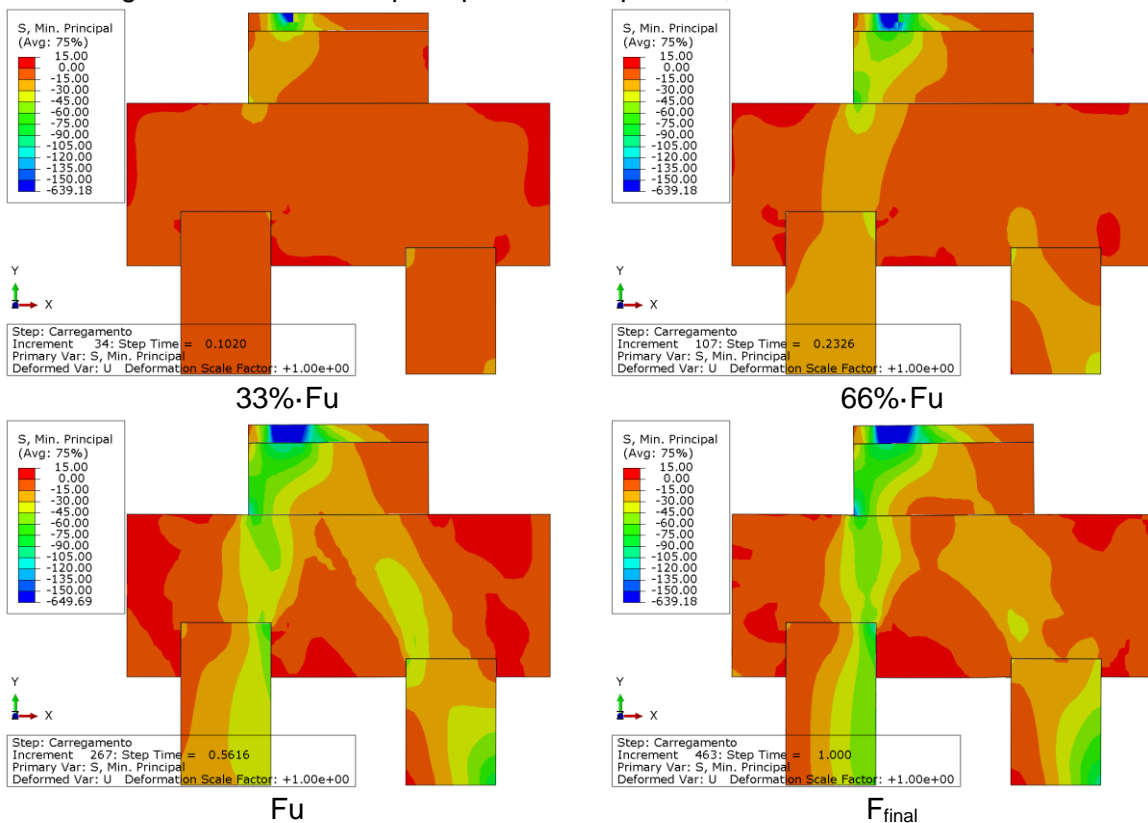 S, Min. Principal
(Avg: 75%)
15.00
0.00
-15.00
-30.00
-45.00
-60.00
-75.00
-90.00
-105.00
-120.00
-135.00
-150.00
-639.18
Y
Z
X
Step: Carregamento
Increment 34: Step Time = 0.1020
Primary Var: S, Min. Principal
Deformed Var: U Deformation Scale Factor: +1.00e+00
33%·Fu
S, Min. Principal
(Avg: 75%)
15.00
0.00
-15.00
-30.00
-45.00
-60.00
-75.00
-90.00
-105.00
-120.00
-135.00
-150.00
-639.18
Y
Z
X
Step: Carregamento
Increment 107: Step Time = 0.2326
Primary Var: S, Min. Principal
Deformed Var: U Deformation Scale Factor: +1.00e+00
66%·Fu
S, Min. Principal
(Avg: 75%)
15.00
0.00
-15.00
-30.00
-45.00
-60.00
-75.00
-90.00
-105.00
-120.00
-135.00
-150.00
-649.69
Y
Z
X
Step: Carregamento
Increment 267: Step Time = 0.5616
Primary Var: S, Min. Principal
Deformed Var: U Deformation Scale Factor: +1.00e+00
Fu
S, Min. Principal
(Avg: 75%)
15.00
0.00
-15.00
-30.00
-45.00
-60.00
-75.00
-90.00
-105.00
-120.00
-135.00
-150.00
-639.18
Y
Z
X
Step: Carregamento
Increment 463: Step Time = 1.000
Primary Var: S, Min. Principal
Deformed Var: U Deformation Scale Factor: +1.00e+00
Ffinal